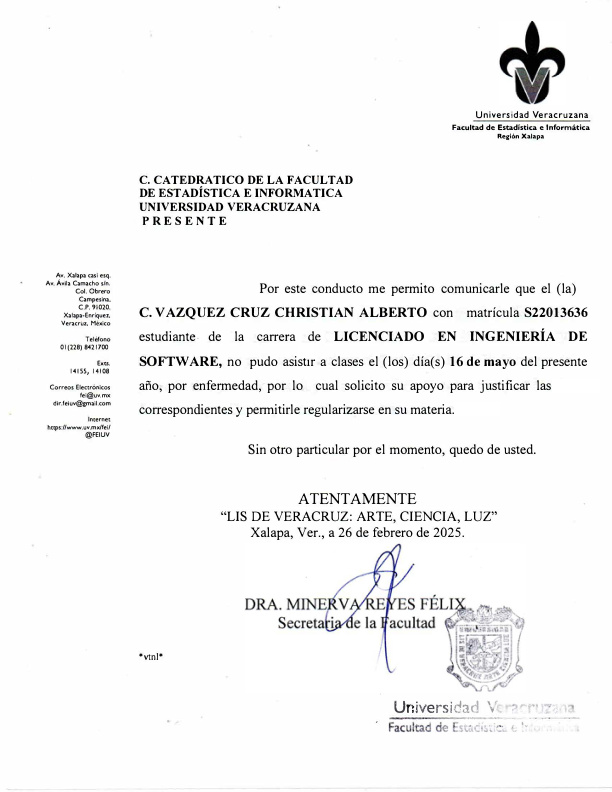 Universidad Veracruzana
Facultad de Estadística e Informática
Región Xalapa
C. CATEDRATICO DE LA FACULTAD
DE ESTADÍSTICA E INFORMATICA
UNIVERSIDAD VERACRUZANA
P R E S E N T E
Av. Xalapa casi esq.
Av. Ávila Camacho s/n.
Col. Obrero
Campesina,
C.P. 91020,
Xalapa-Enríquez,
Veracruz, México
Teléfono
01(228) 8421700
Exts.
14155, 14108
Correos Electrónicos
fei@uv.mx
dir.feiuv@gmail.com
Internet
https://www.uv.mx/fei/
@FEIUV
Por este conducto me permito comunicarle que el (la)
C. VAZQUEZ CRUZ CHRISTIAN ALBERTO con matrícula S22013636
estudiante de la carrera de LICENCIADO EN INGENIERÍA DE
SOFTWARE, no pudo asistir a clases el (los) día(s) 16 de mayo del presente
año, por enfermedad, por lo cual solicito su apoyo para justificar las
correspondientes y permitirle regularizarse en su materia.
Sin otro particular por el momento, quedo de usted.
ATENTAMENTE
“LIS DE VERACRUZ: ARTE, CIENCIA, LUZ”
Xalapa, Ver., a 26 de febrero de 2025.
DRA. MINERVA REYES FÉLIX
Secretaria de la Facultad
*vtnl*
Universidad Veracruzana
Facultad de Estadística e Informática